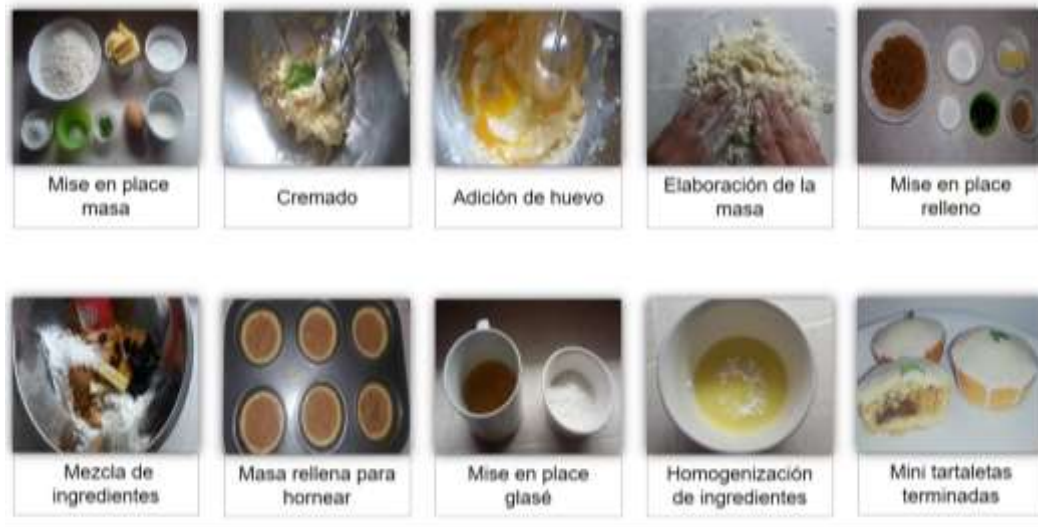 Mise en place
masa
Cremado
Adición de huevo
Elaboración de la
masa
Mise en place
relleno
Mezcla de
ingredientes
Masa rellena para
hornear
Mise en place
glasé
Homogenización
de ingredientes
Mini tartaletas
terminadas